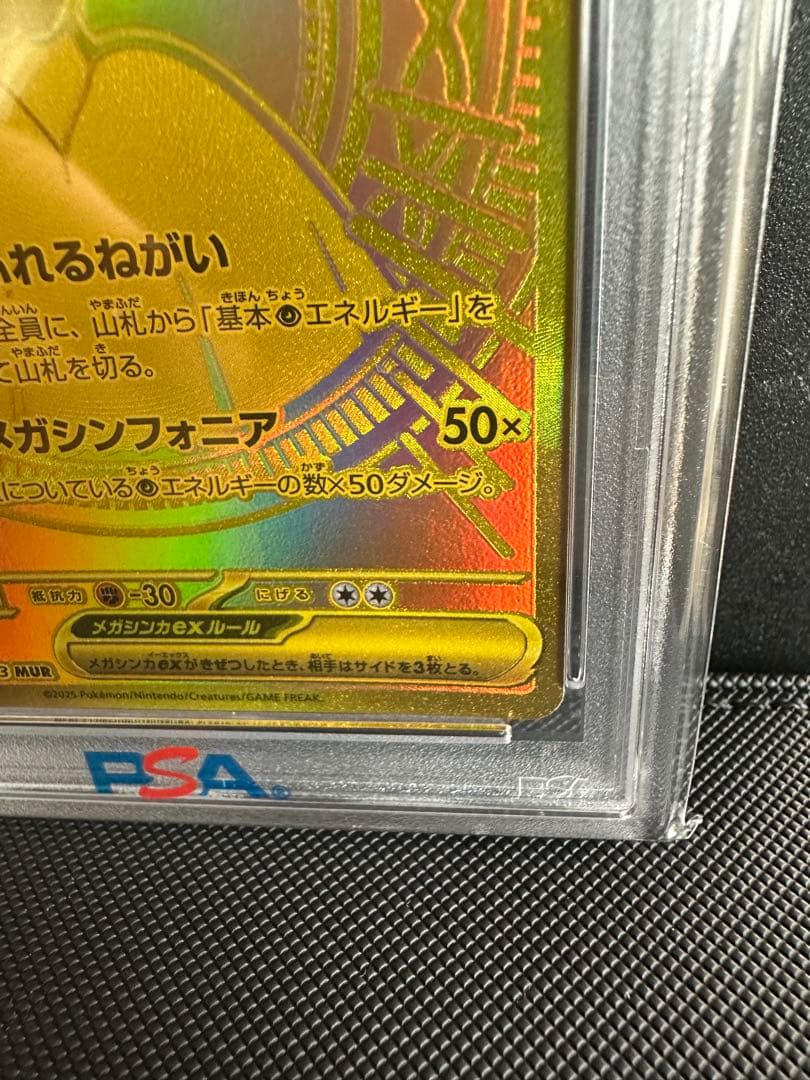 ふれるねがい
全員に、山札から「基本超エネルギー」を
て山札を切る。
メガシンフォニア 50×
についている超エネルギーの数×50ダメージ。
抵抗力 -30 にげる
メガシンカexルール
メガシンカexがきぜつしたとき、相手はサイドを3枚とる。
3 MUR
©2025 Pokémon/Nintendo/Creatures/GAME FREAK.
PSA
PSA